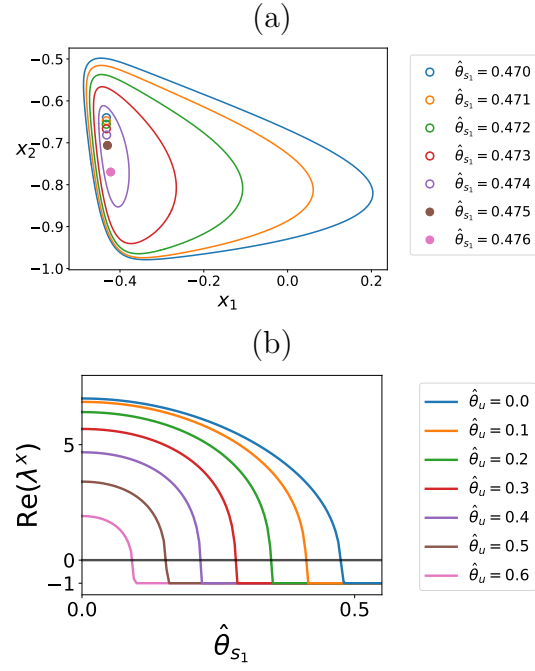 (a)
−0.5
−0.6
−0.7
−0.8
−0.9
−1.0
x₂
−0.4 −0.2 0.0 0.2
x₁
θ̂ₛ₁ = 0.470
θ̂ₛ₁ = 0.471
θ̂ₛ₁ = 0.472
θ̂ₛ₁ = 0.473
θ̂ₛ₁ = 0.474
θ̂ₛ₁ = 0.475
θ̂ₛ₁ = 0.476
(b)
5
0
−1
Re(λˣ)
0.0 0.5
θ̂ₛ₁
θ̂ᵤ = 0.0
θ̂ᵤ = 0.1
θ̂ᵤ = 0.2
θ̂ᵤ = 0.3
θ̂ᵤ = 0.4
θ̂ᵤ = 0.5
θ̂ᵤ = 0.6